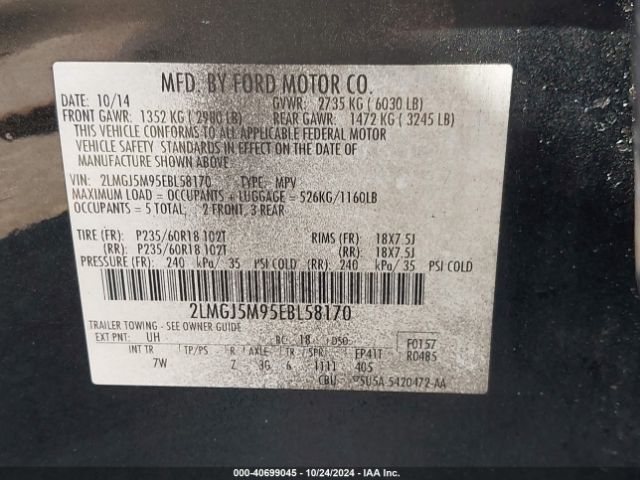 MFD. BY FORD MOTOR CO.
DATE: 10/14 GVWR: 2735 KG ( 6030 LB)
FRONT GAWR: 1352 KG ( 2980 LB) REAR GAWR: 1472 KG ( 3245 LB)
THIS VEHICLE CONFORMS TO ALL APPLICABLE FEDERAL MOTOR
VEHICLE SAFETY STANDARDS IN EFFECT ON THE DATE OF
MANUFACTURE SHOWN ABOVE.
VIN: 2LMGJ5M95EBL58170 TYPE: MPV
MAXIMUM LOAD = OCCUPANTS + LUGGAGE = 526KG/1160LB
OCCUPANTS = 5 TOTAL; 2 FRONT, 3 REAR
TIRE (FR): P235/60R18 102T RIMS (FR): 18X7.5J
(RR): P235/60R18 102T (RR): 18X7.5J
PRESSURE (FR): 240 kPa/ 35 PSI COLD (RR): 240 kPa/ 35 PSI COLD
2LMGJ5M95EBL58170
TRAILER TOWING - SEE OWNER GUIDE
EXT PNT: UH RC: 18 DSO: F0157
INT TR TP/PS R AXLE TR SPR EP411 R0485
7W Z 3G 6 1111 405
CBU 5U5A 5420472-AA
000-40699045 - 10/24/2024 - IAA Inc.